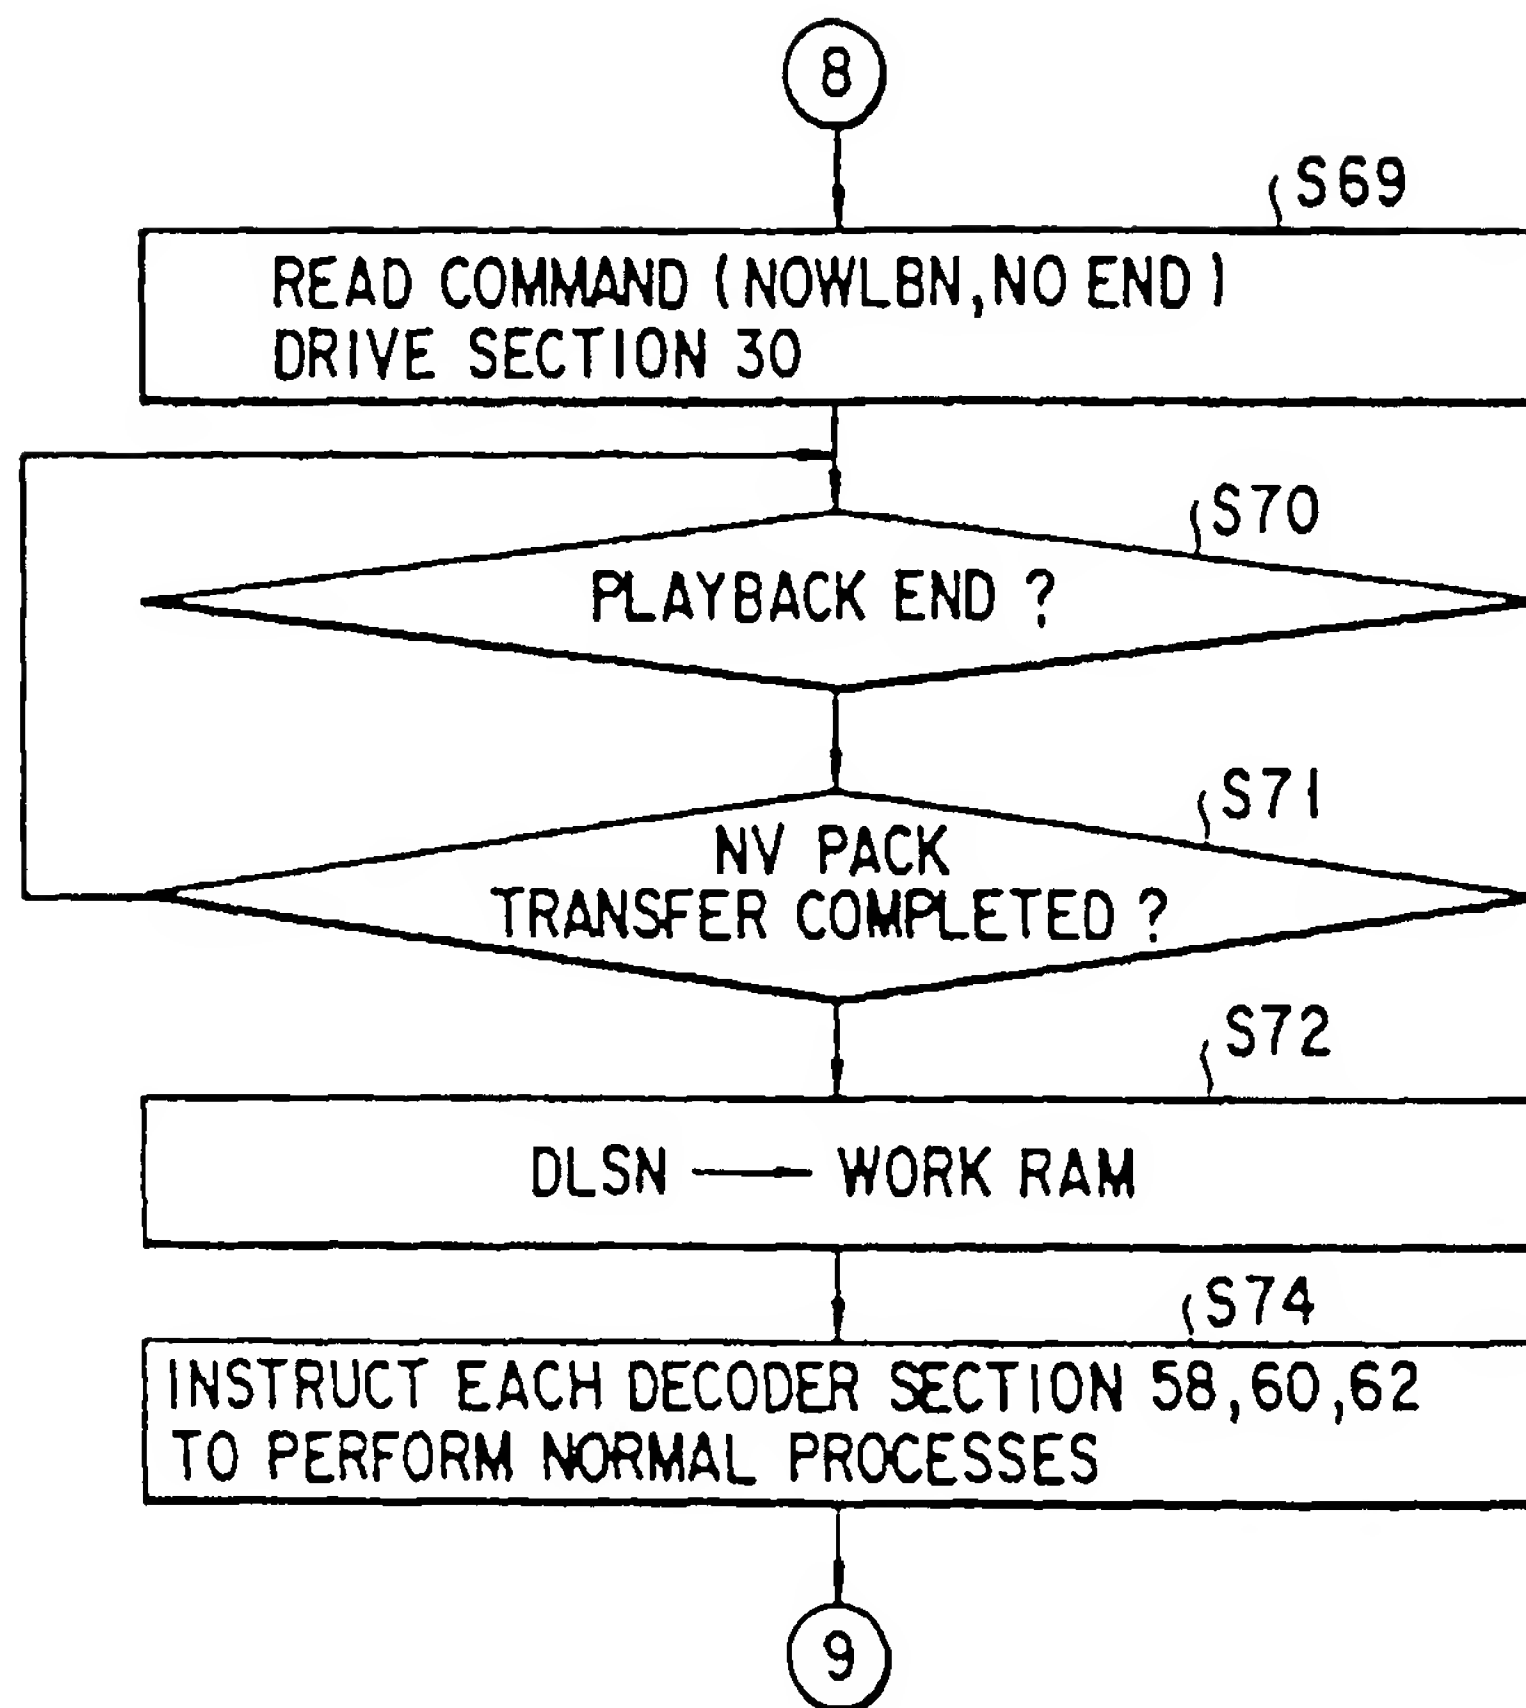 8
S69
READ COMMAND (NOWLBN,NO END)
DRIVE SECTION 30
S70
PLAYBACK END ?
S71
NV PACK
TRANSFER COMPLETED ?
S72
DLSN → WORK RAM
S74
INSTRUCT EACH DECODER SECTION 58,60,62
TO PERFORM NORMAL PROCESSES
9